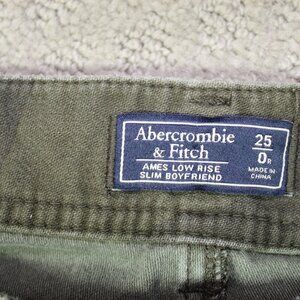 Abercrombie
& Fitch
AMES LOW RISE
SLIM BOYFRIEND
25
0R
MADE IN
CHINA